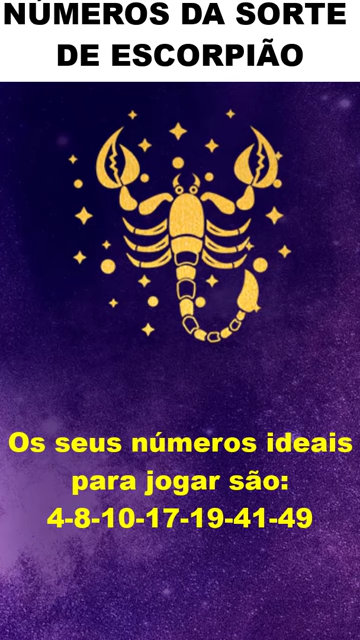 NÚMEROS DA SORTE
DE ESCORPIÃO
Os seus números ideais
para jogar são:
4-8-10-17-19-41-49